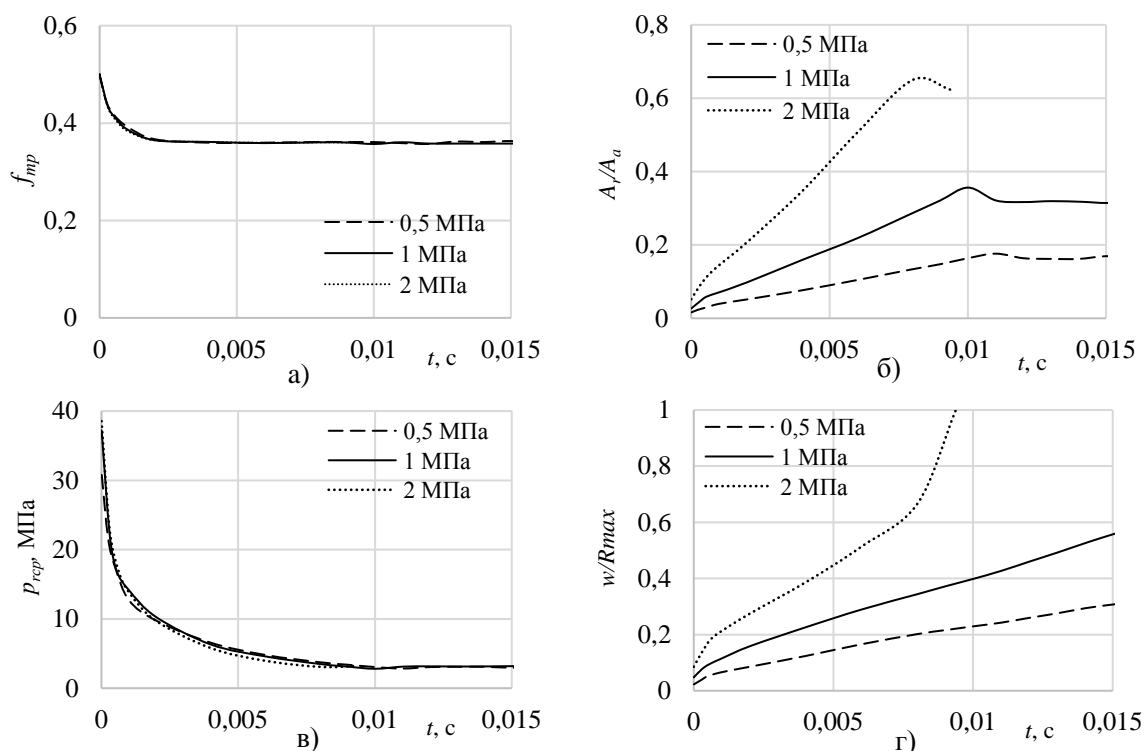 0,6
0,4
0,2
0
f_mp
0,5 МПа
1 МПа
2 МПа
0
0,005
0,01
0,015
t, с
а)
0,8
0,6
0,4
0,2
0
A_r/A_a
0,5 МПа
1 МПа
2 МПа
0
0,005
0,01
0,015
t, с
б)
40
30
20
10
0
p_rcp, МПа
0,5 МПа
1 МПа
2 МПа
0
0,005
0,01
0,015
t, с
в)
1
0,8
0,6
0,4
0,2
0
w/Rmax
0,5 МПа
1 МПа
2 МПа
0
0,005
0,01
0,015
t, с
г)